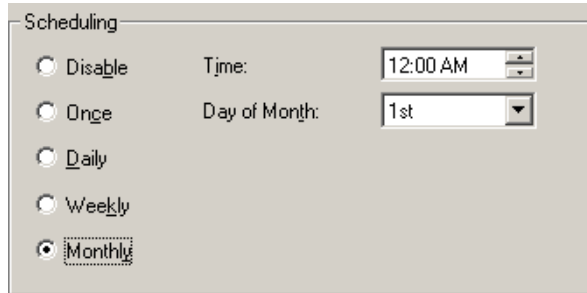 Scheduling
Disable Time: 12:00 AM
Once Day of Month: 1st
Daily
Weekly
Monthly